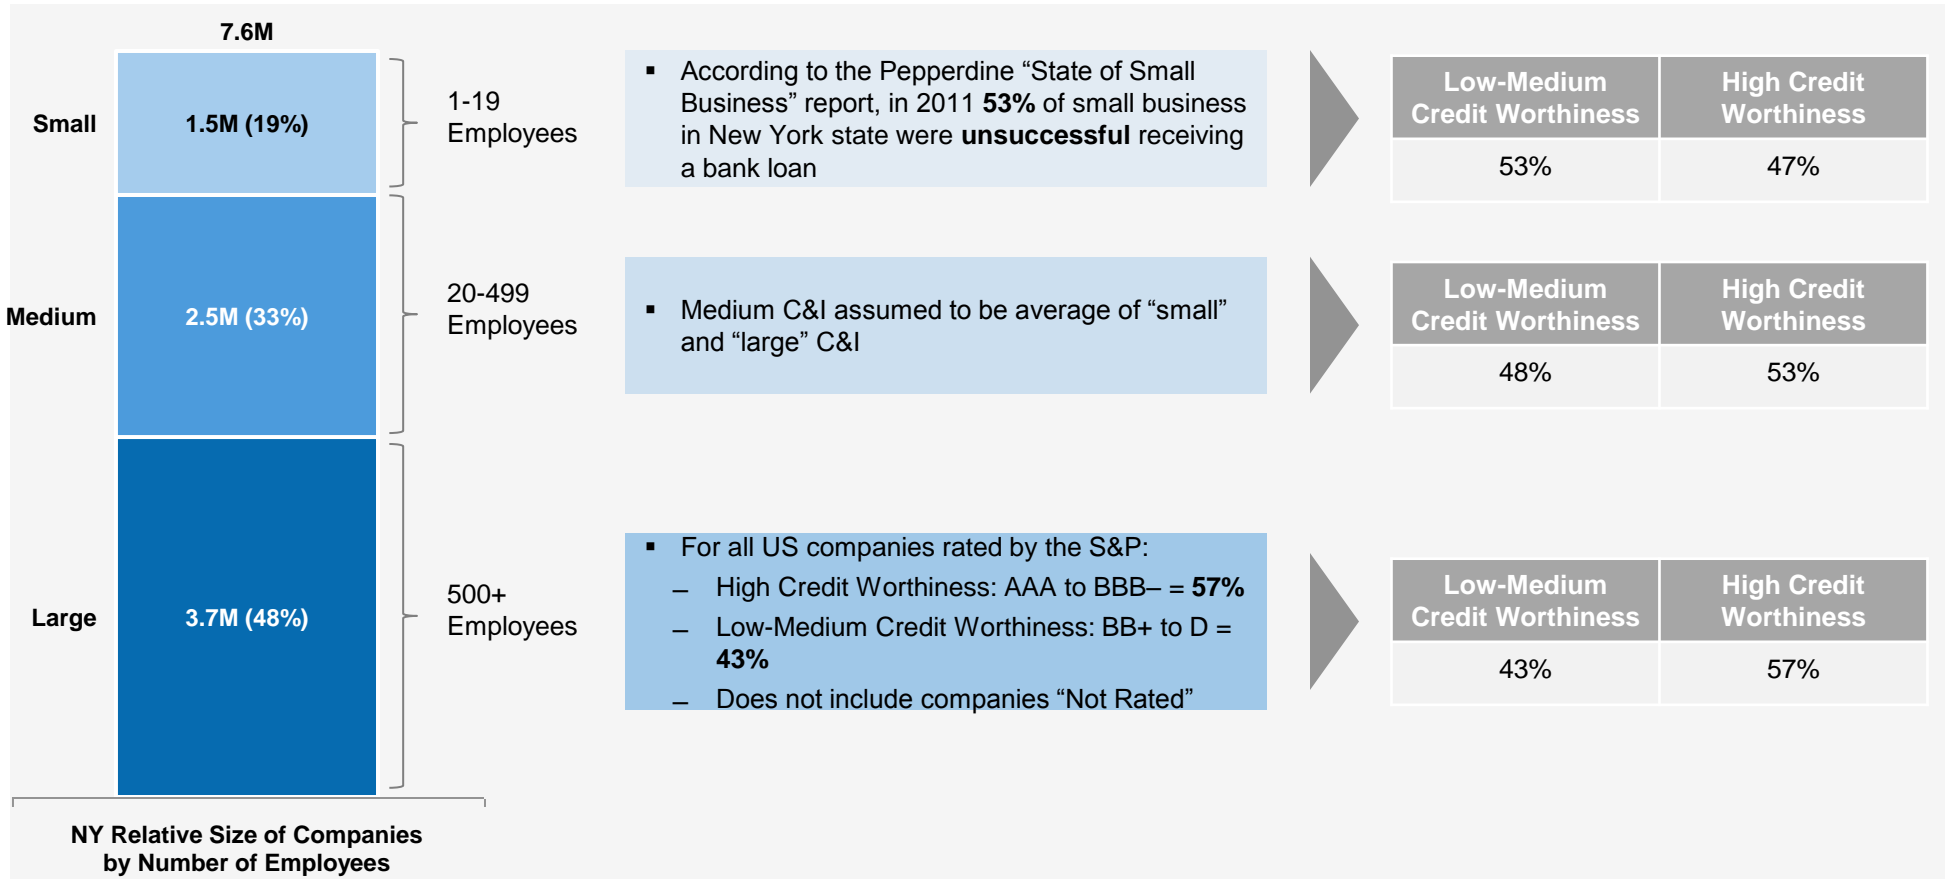 7.6M
Small
1.5M (19%)
1-19
Employees
▪ According to the Pepperdine “State of Small
Business” report, in 2011 53% of small business
in New York state were unsuccessful receiving
a bank loan
Low-Medium
Credit Worthiness
High Credit
Worthiness
53%
47%
Medium
2.5M (33%)
20-499
Employees
▪ Medium C&I assumed to be average of “small”
and “large” C&I
Low-Medium
Credit Worthiness
High Credit
Worthiness
48%
53%
Large
3.7M (48%)
500+
Employees
▪ For all US companies rated by the S&P:
– High Credit Worthiness: AAA to BBB– = 57%
– Low-Medium Credit Worthiness: BB+ to D =
43%
– Does not include companies “Not Rated”
Low-Medium
Credit Worthiness
High Credit
Worthiness
43%
57%
NY Relative Size of Companies
by Number of Employees